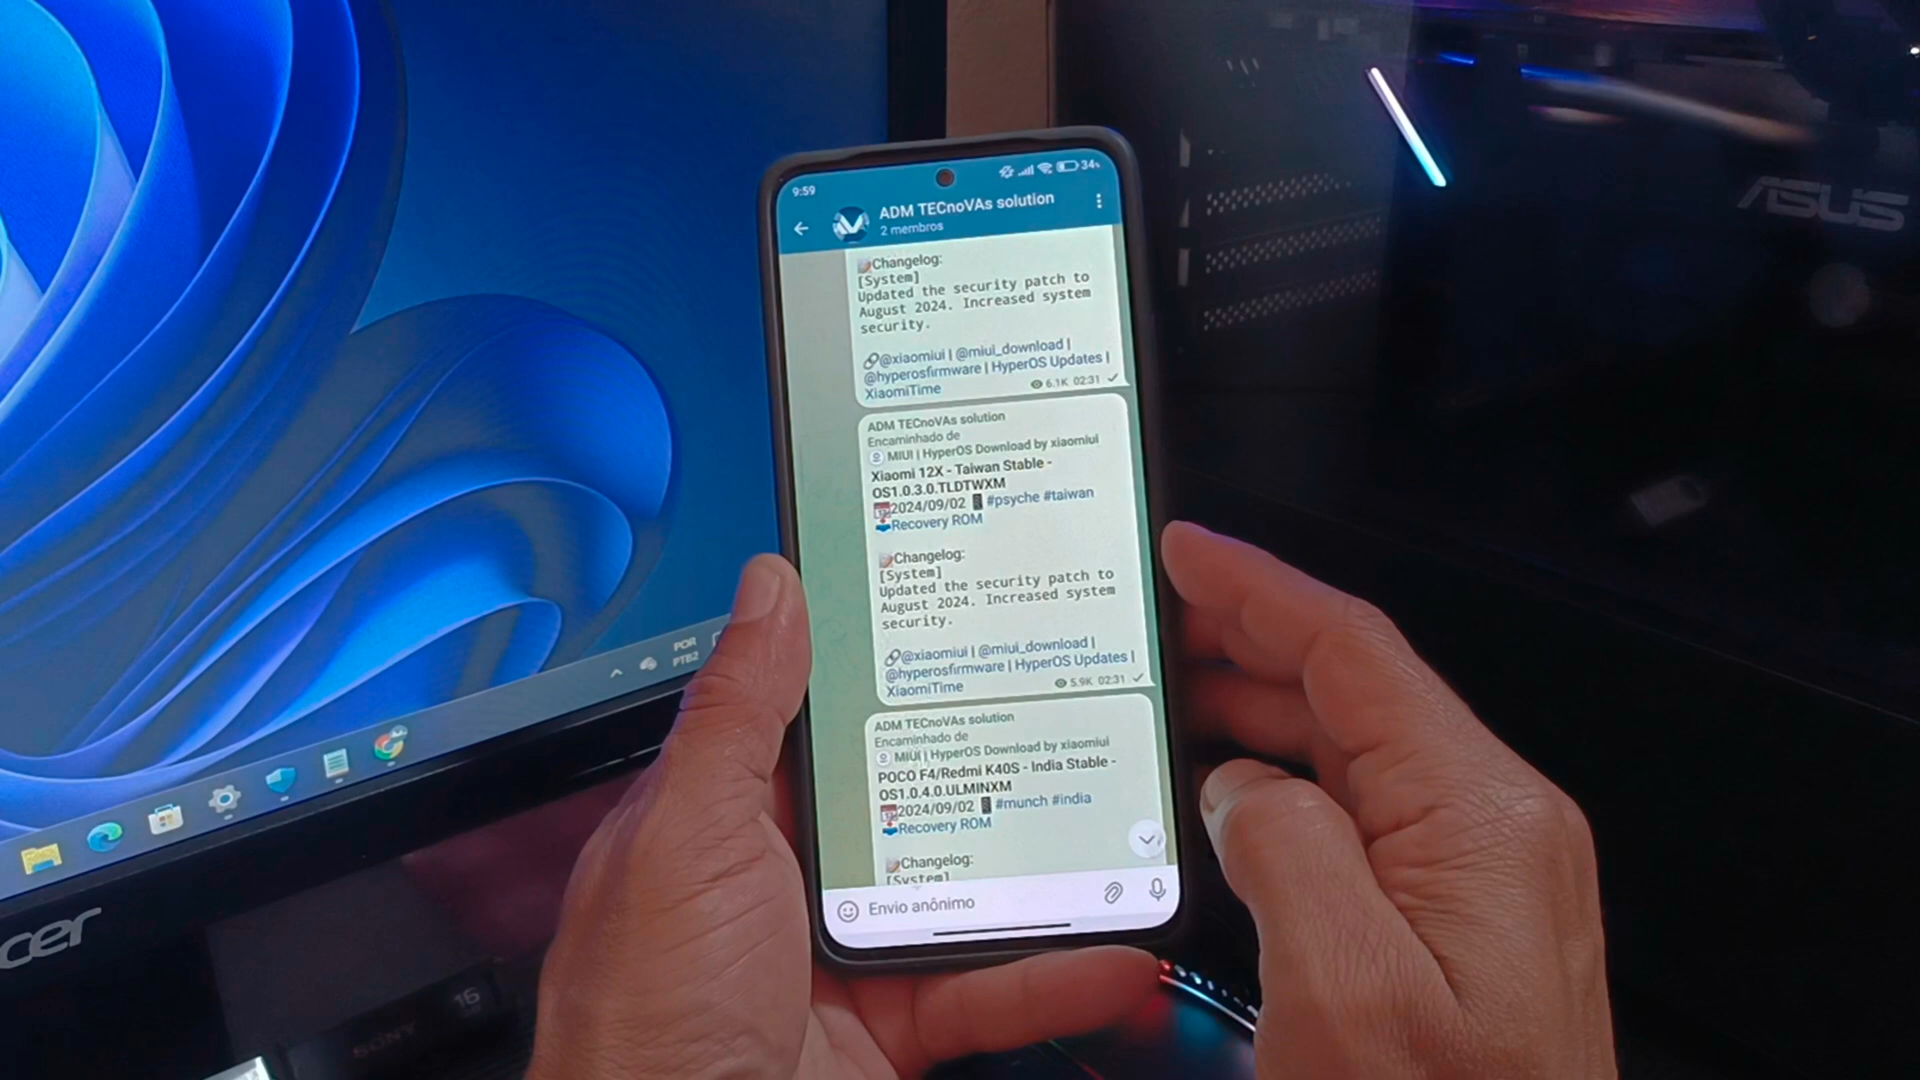 9:59
34%
ADM TECnoVAs solution
2 membros
Changelog:
[System]
Updated the security patch to
August 2024. Increased system
security.
@xiaomiui | @miui_download |
@hyperosfirmware | HyperOS Updates |
XiaomiTime
6.1K 02:31
ADM TECnoVAs solution
Encaminhado de
MIUI | HyperOS Download by xiaomiui
Xiaomi 12X - Taiwan Stable -
OS1.0.3.0.TLDTWXM
2024/09/02 #psyche #taiwan
Recovery ROM
Changelog:
[System]
Updated the security patch to
August 2024. Increased system
security.
@xiaomiui | @miui_download |
@hyperosfirmware | HyperOS Updates |
XiaomiTime
5.9K 02:31
ADM TECnoVAs solution
Encaminhado de
MIUI | HyperOS Download by xiaomiui
POCO F4/Redmi K40S - India Stable -
OS1.0.4.0.ULMINXM
2024/09/02 #munch #india
Recovery ROM
Changelog:
[System]
Envio anônimo
POR
PTB2
cer
SONY
16
ASUS